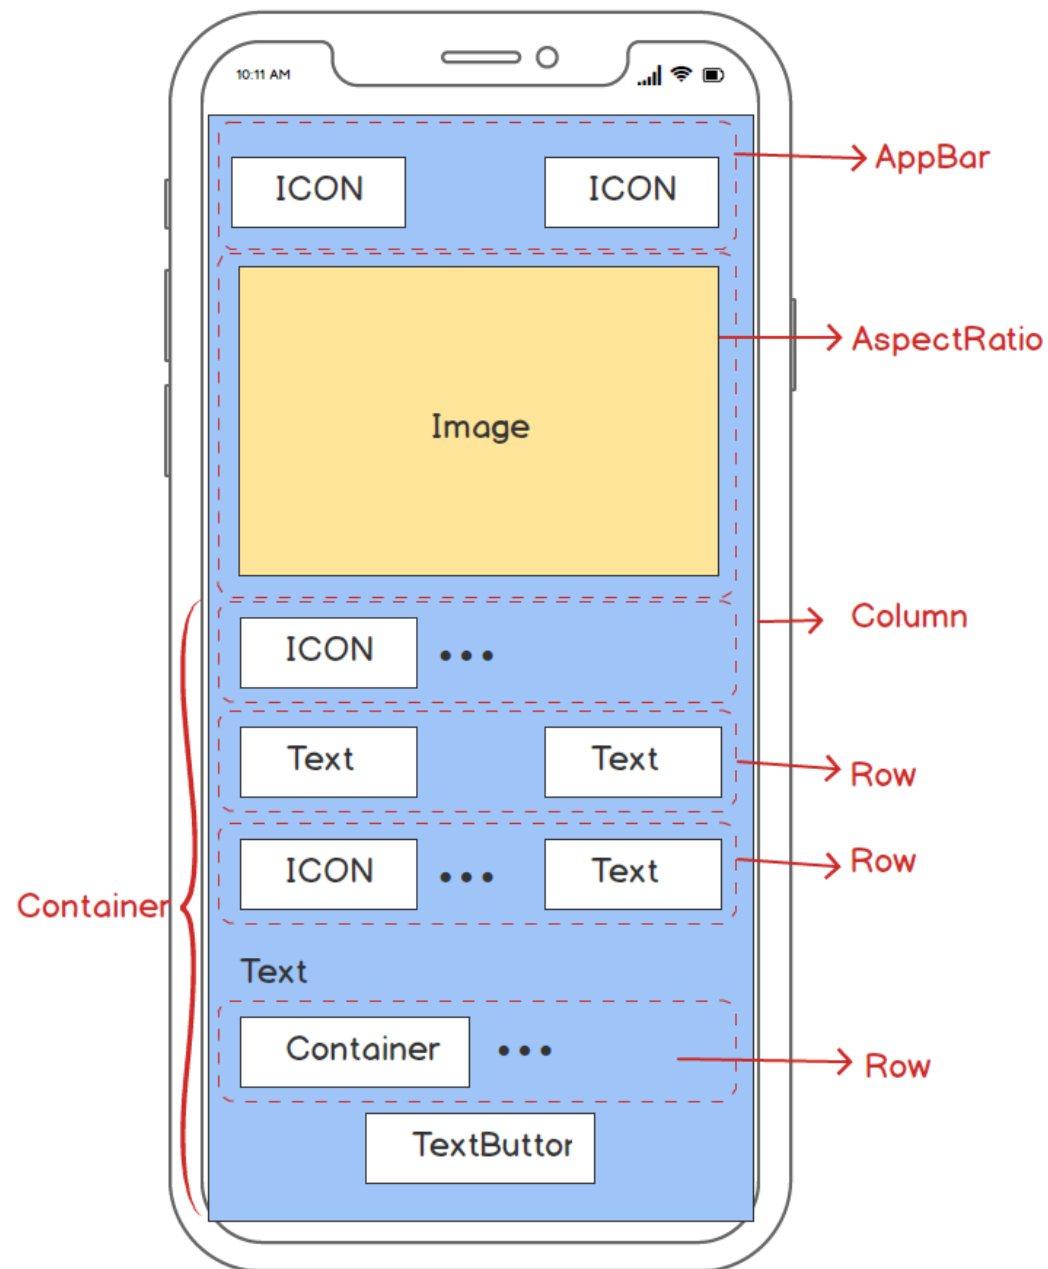 10:11 AM
ICON ICON
AppBar
AspectRatio
Image
Column
ICON
Text Text
Row
ICON Text
Row
Container
Text
Container
Row
TextButtor